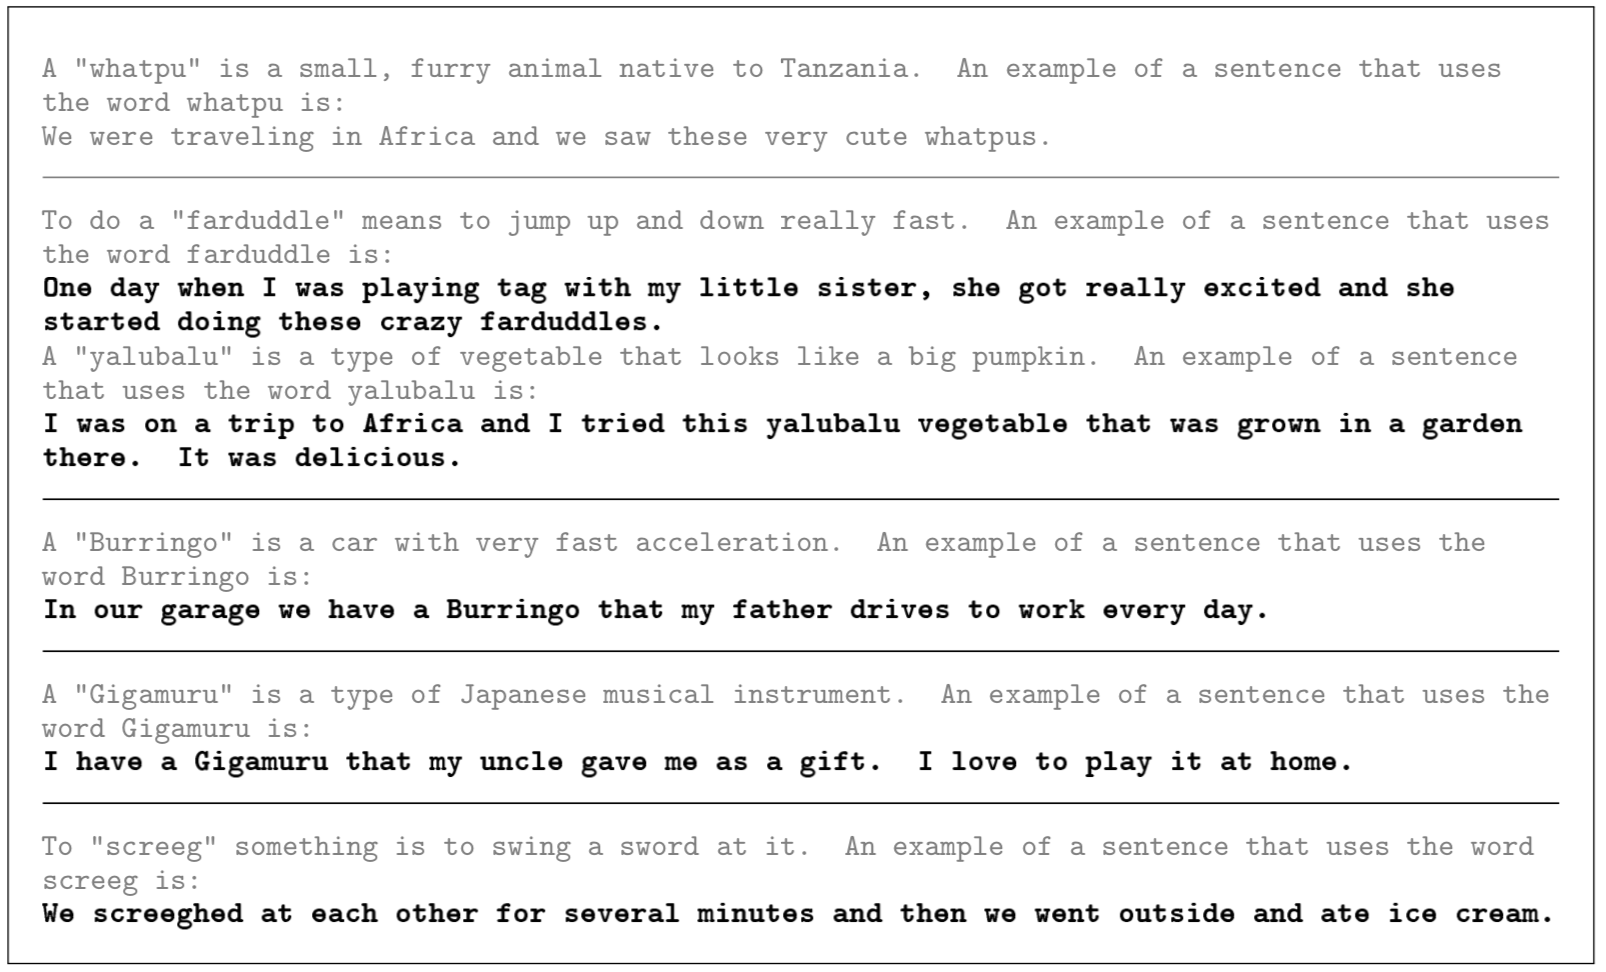 A "whatpu" is a small, furry animal native to Tanzania.  An example of a sentence that uses
the word whatpu is:
We were traveling in Africa and we saw these very cute whatpus.
To do a "farduddle" means to jump up and down really fast.  An example of a sentence that uses
the word farduddle is:
One day when I was playing tag with my little sister, she got really excited and she
started doing these crazy farduddles.
A "yalubalu" is a type of vegetable that looks like a big pumpkin.  An example of a sentence
that uses the word yalubalu is:
I was on a trip to Africa and I tried this yalubalu vegetable that was grown in a garden
there.  It was delicious.
A "Burringo" is a car with very fast acceleration.  An example of a sentence that uses the
word Burringo is:
In our garage we have a Burringo that my father drives to work every day.
A "Gigamuru" is a type of Japanese musical instrument.  An example of a sentence that uses the
word Gigamuru is:
I have a Gigamuru that my uncle gave me as a gift.  I love to play it at home.
To "screeg" something is to swing a sword at it.  An example of a sentence that uses the word
screeg is:
We screeghed at each other for several minutes and then we went outside and ate ice cream.